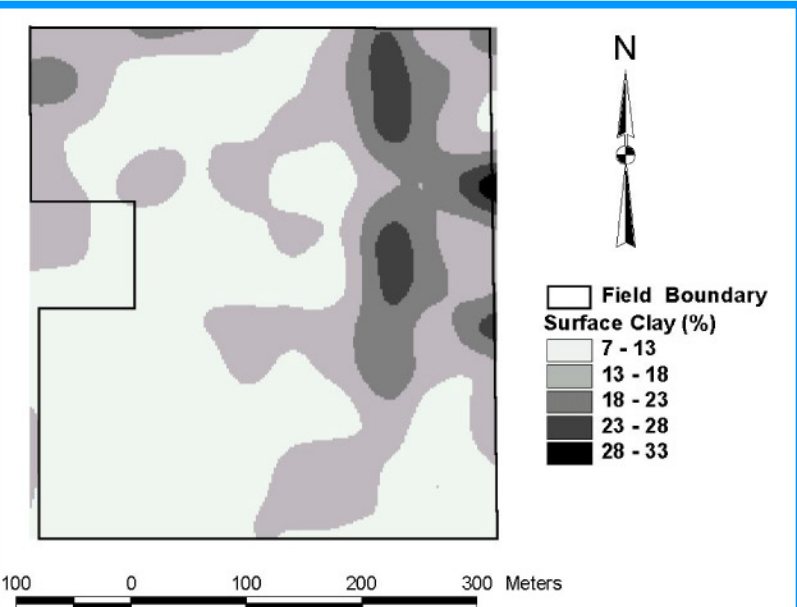 N
Field Boundary
Surface Clay (%)
7 - 13
13 - 18
18 - 23
23 - 28
28 - 33
100 0 100 200 300 Meters